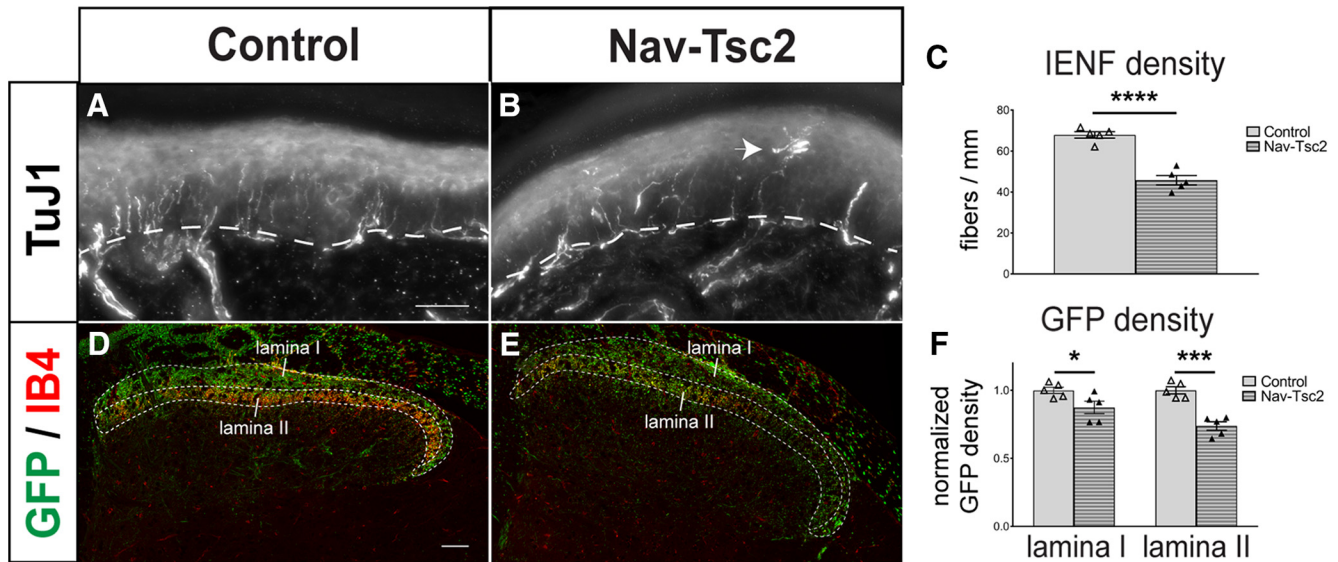 Control
Nav-Tsc2
TuJ1
A
B
C
IENF density
****
80
60
40
20
0
fibers / mm
Control
Nav-Tsc2
GFP / IB4
D
lamina I
lamina II
E
lamina I
lamina II
F
GFP density
*
***
1.0
0.5
0.0
normalized
GFP density
Control
Nav-Tsc2
lamina I
lamina II